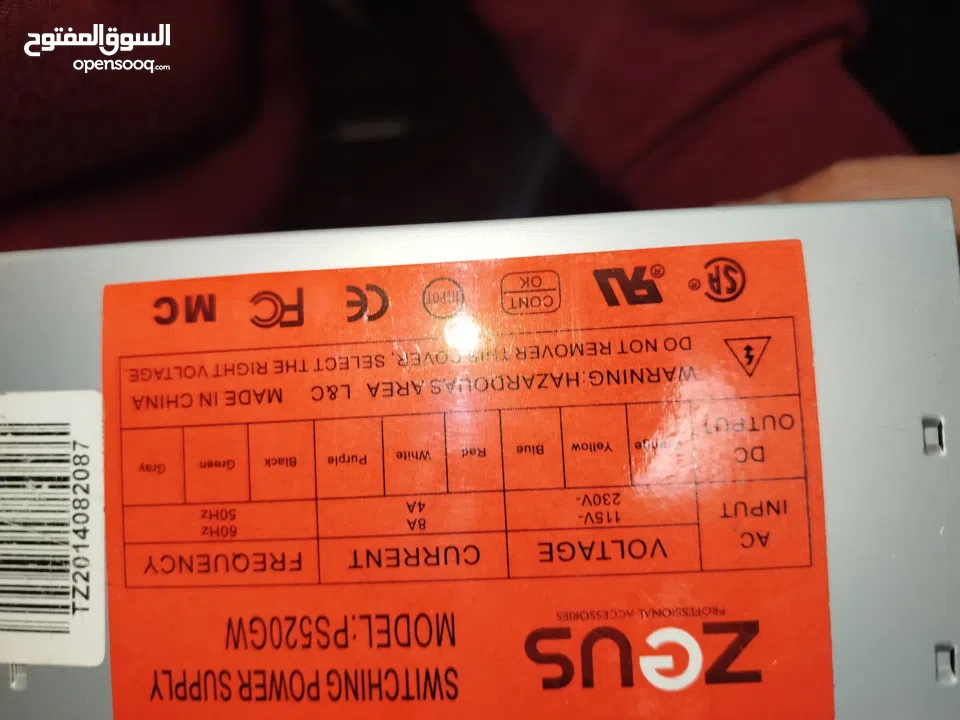 السوق المفتوح
opensooq.com
SWITCHING POWER SUPPLY
MODEL:PS520GW
zeus
PROFESSIONAL ACCESSORIES
AC INPUT
VOLTAGE
CURRENT
FREQUENCY
115V-
8A
60Hz
230V-
4A
50Hz
DC OUTPUT
Orange
Yellow
Blue
Red
White
Purple
Black
Green
Gray
WARNING:HAZARDOUAS AREA L&C MADE IN CHINA
DO NOT REMOVER THIS COVER. SELECT THE RIGHT VOLTAGE.
CONT
OK
HIPOT
CE
FC
MC
TZ2014082087